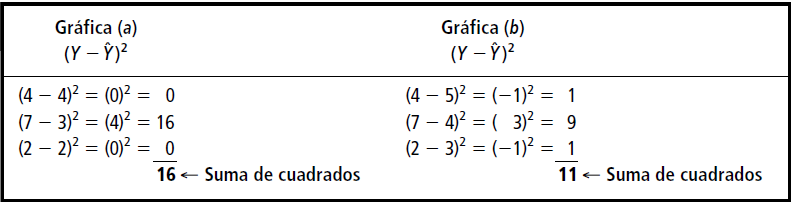 Gráfica (a) Gráfica (b)
(Y – Ŷ)² (Y – Ŷ)²
(4 – 4)² = (0)² = 0 (4 – 5)² = (–1)² = 1
(7 – 3)² = (4)² = 16 (7 – 4)² = ( 3)² = 9
(2 – 2)² = (0)² = 0 (2 – 3)² = (–1)² = 1
16 ← Suma de cuadrados 11 ← Suma de cuadrados